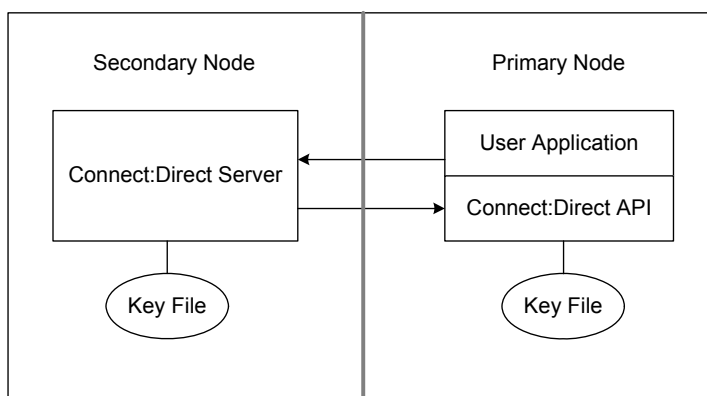 Secondary Node
Primary Node
Connect:Direct Server
User Application
Connect:Direct API
Key File
Key File